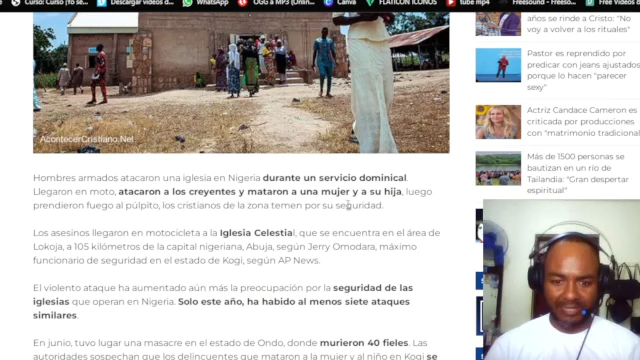 Curso: Curso [Yo se...
Descargar vídeos d...
WhatsApp
OGG a MP3 (Onlin...
Canva
FLATICON ICONOS
tube mp4
Freesound - Freeso...
Free Videos d
AcontecerCristiano.Net
Hombres armados atacaron una iglesia en Nigeria durante un servicio dominical.
Llegaron en moto, atacaron a los creyentes y mataron a una mujer y a su hija, luego
prendieron fuego al púlpito, los cristianos de la zona temen por su seguridad.
Los asesinos llegaron en motocicleta a la Iglesia Celestial, que se encuentra en el área de
Lokoja, a 105 kilómetros de la capital nigeriana, Abuja, según Jerry Omodara, máximo
funcionario de seguridad en el estado de Kogi, según AP News.
El violento ataque ha aumentado aún más la preocupación por la seguridad de las
iglesias que operan en Nigeria. Solo este año, ha habido al menos siete ataques
similares.
En junio, tuvo lugar una masacre en el estado de Ondo, donde murieron 40 fieles. Las
autoridades sospechan que los delincuentes que mataron a la mujer y al niño en Kogi se
años se rinde a Cristo: "No
voy a volver a los rituales"
Pastor es reprendido por
predicar con jeans ajustados
porque lo hacen "parecer
sexy"
Actriz Candace Cameron es
criticada por producciones
con "matrimonio tradicional
Más de 1500 personas se
bautizan en un río de
Tailandia: "Gran despertar
espiritual"